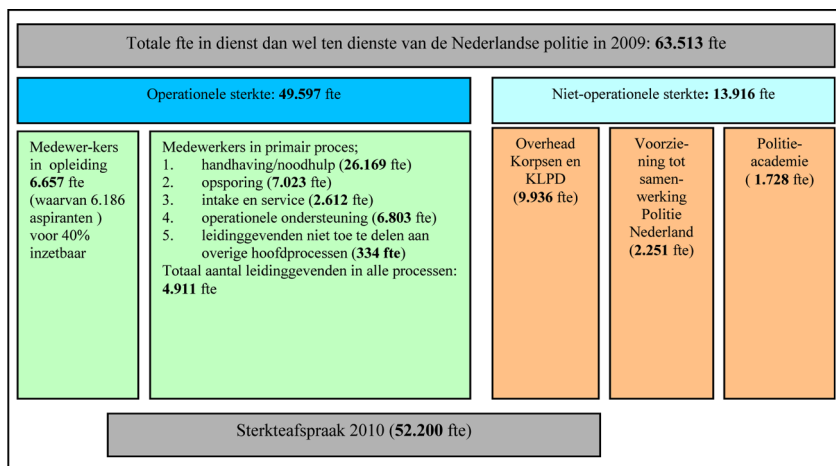 Totale fte in dienst dan wel ten dienste van de Nederlandse politie in 2009: 63.513 fte
Operationele sterkte: 49.597 fte
Niet-operationele sterkte: 13.916 fte
Medewer-kers
in opleiding
6.657 fte
(waarvan 6.186
aspiranten )
voor 40%
inzetbaar
Medewerkers in primair proces;
1. handhaving/noodhulp (26.169 fte)
2. opsporing (7.023 fte)
3. intake en service (2.612 fte)
4. operationele ondersteuning (6.803 fte)
5. leidinggevenden niet toe te delen aan
overige hoofdprocessen (334 fte)
Totaal aantal leidinggevenden in alle processen:
4.911 fte
Overhead
Korpsen en
KLPD
(9.936 fte)
Voorzie-
ning tot
samen-
werking
Politie
Nederland
(2.251 fte)
Politie-
academie
( 1.728 fte)
Sterkteafspraak 2010 (52.200 fte)